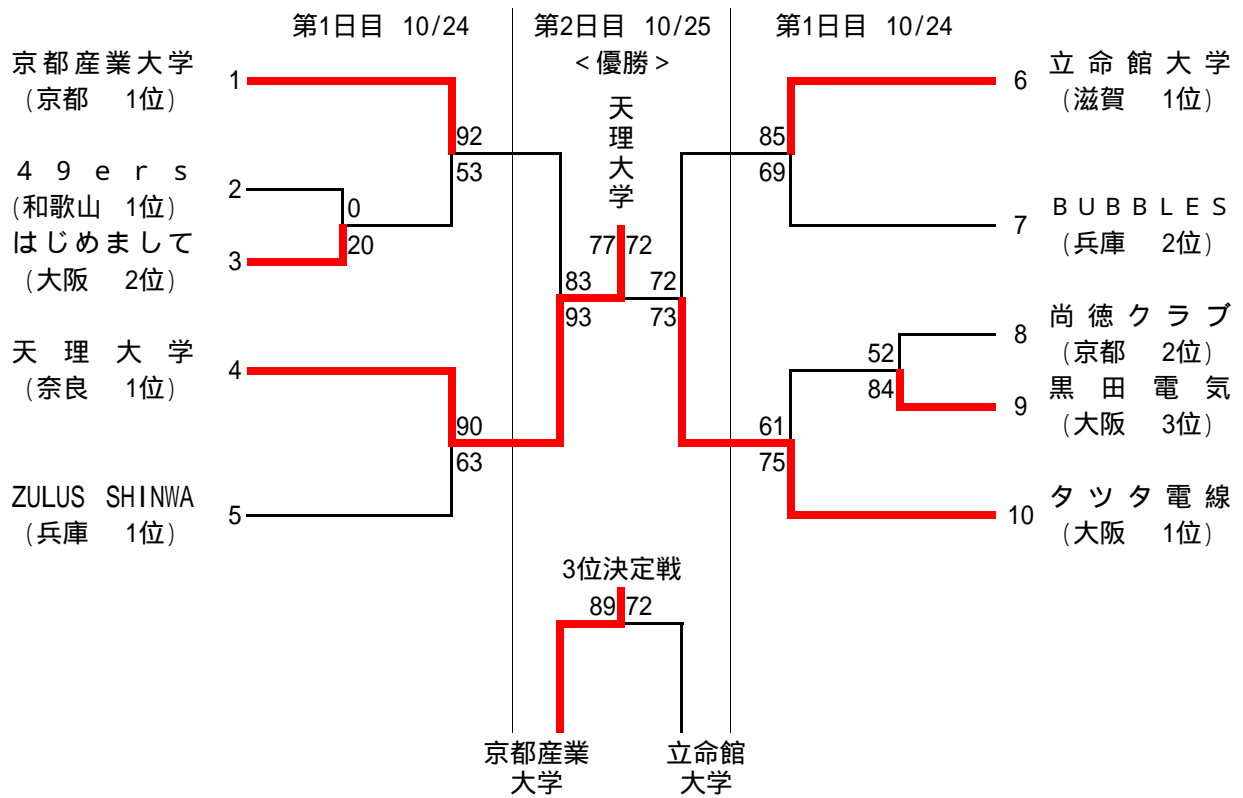 第1日目 10/24
第2日目 10/25
第1日目 10/24
<優勝>
天理大学
京都産業大学
1
(京都 1位)
49ers
2
(和歌山 1位)
はじめまして
3
(大阪 2位)
天理大学
4
(奈良 1位)
ZULUS SHINWA
5
(兵庫 1位)
92
53
0
20
90
63
83
93
77 72
72
73
85
69
52
84
61
75
立命館大学
6
(滋賀 1位)
BUBBLES
7
(兵庫 2位)
尚徳クラブ
8
(京都 2位)
黒田電気
9
(大阪 3位)
タツタ電線
10
(大阪 1位)
3位決定戦
89 72
京都産業
大学
立命館
大学